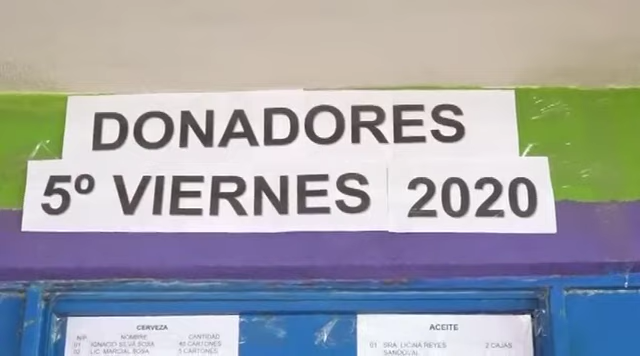 DONADORES
5º VIERNES 2020
CERVEZA
N/P NOMBRE CANTIDAD
01 IGNACIO SILVA SOSA 40 CARTONES
02 LIC. MARCIAL SOSA 5 CARTONES
ACEITE
01 SRA. LICINA REYES 2 CAJAS
SANDOVAL